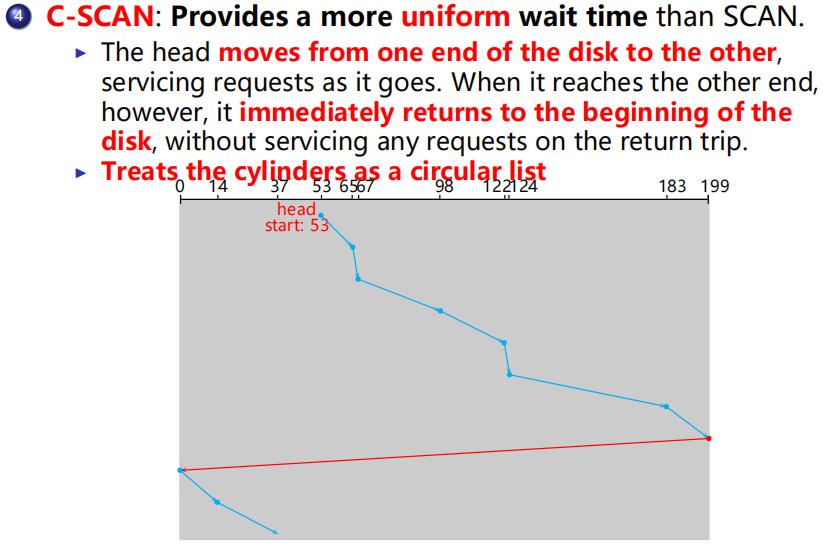 4 C-SCAN: Provides a more uniform wait time than SCAN.
► The head moves from one end of the disk to the other,
servicing requests as it goes. When it reaches the other end,
however, it immediately returns to the beginning of the
disk, without servicing any requests on the return trip.
► Treats the cylinders as a circular list
0 14 37 53 65 67 98 122 124 183 199
head
start: 53